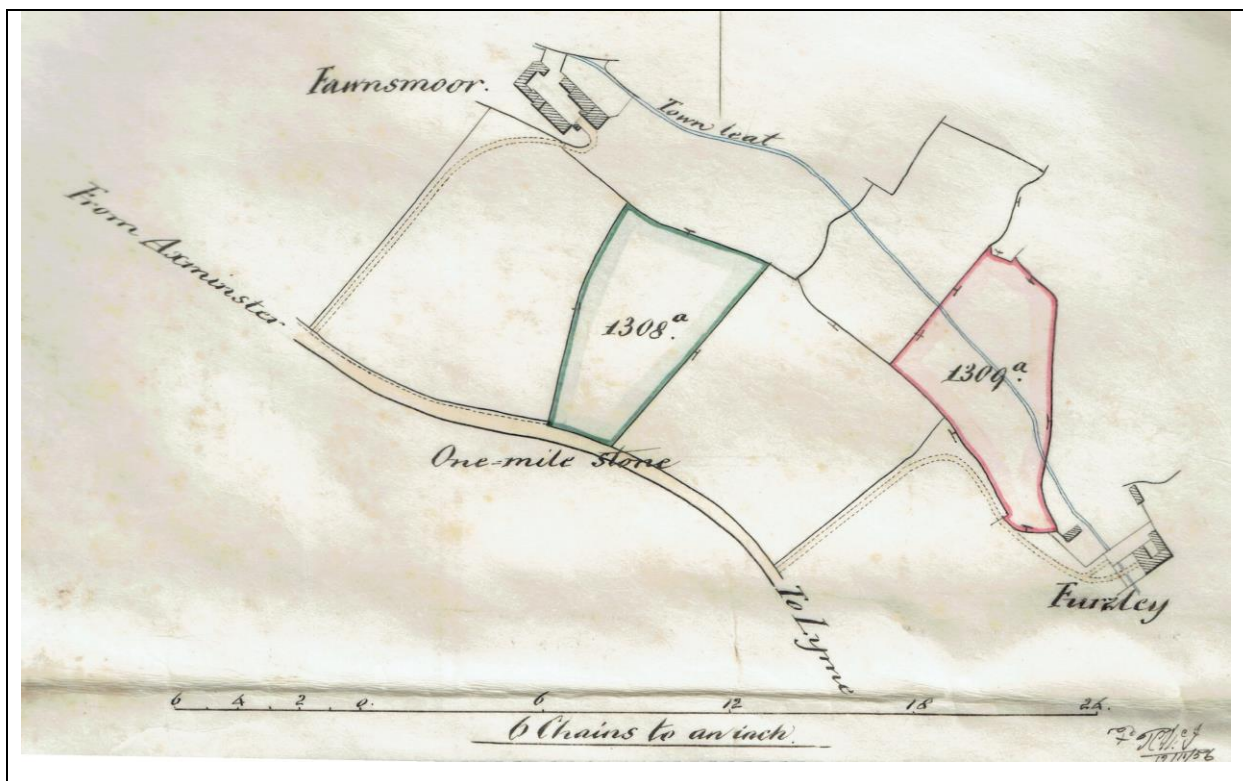 Fawnsmoor.
Town leat
From Axminster
1308.ª
1309.ª
One=mile stone
To Lyme
Furzley
6 4 2 0. 6 12 18 24.
6 Chains to an inch.